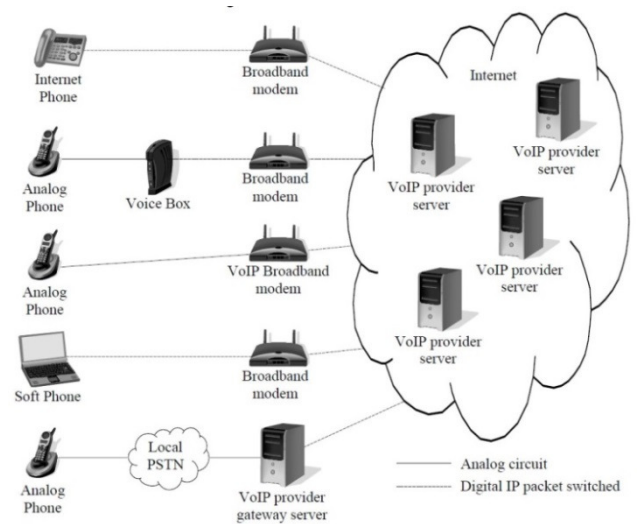 Internet
Phone
Broadband
modem
Internet
VoIP provider
server
VoIP provider
server
Analog
Phone
Voice Box
Broadband
modem
VoIP provider
server
Analog
Phone
VoIP Broadband
modem
VoIP provider
server
Soft Phone
Broadband
modem
Local
PSTN
Analog
Phone
VoIP provider
gateway server
Analog circuit
Digital IP packet switched